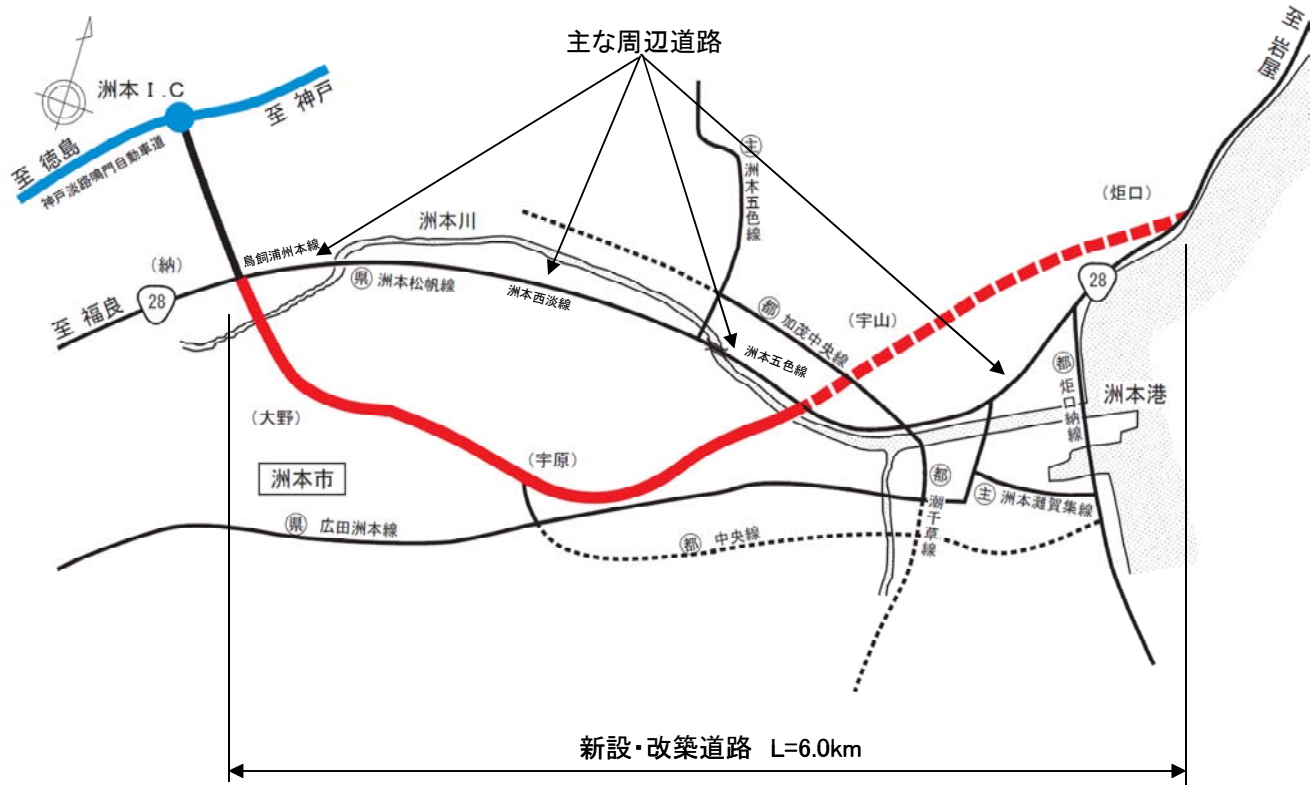 主な周辺道路
至 岩屋
洲本 I.C
至 神戸
至 徳島
神戸淡路鳴門自動車道
主 洲本五色線
(炬口)
洲本川
鳥飼浦州本線
(納)
県 洲本松帆線
洲本西淡線
28
至 福良
28
都 加茂中央線
(宇山)
洲本五色線
都 炬口納線
洲本港
(大野)
(宇原)
洲本市
都 潮千草線
主 洲本灘賀集線
県 広田洲本線
都 中央線
新設・改築道路 L=6.0km